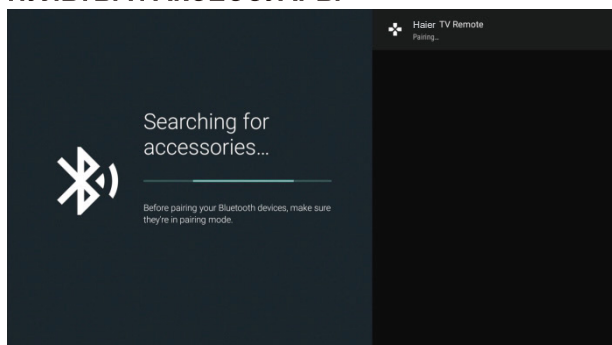 Searching for
accessories...
Before pairing your Bluetooth devices, make sure
they're in pairing mode.
Haier TV Remote
Pairing...